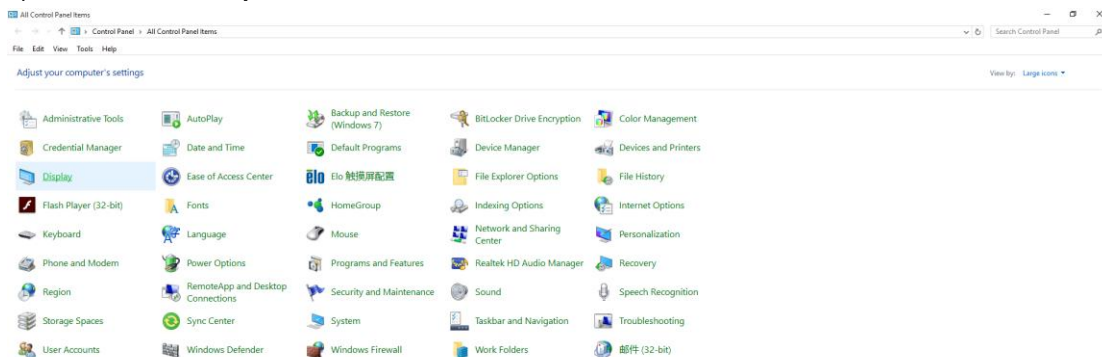 All Control Panel Items
Control Panel › All Control Panel Items
Search Control Panel
File Edit View Tools Help
Adjust your computer's settings
View by: Large icons
Administrative Tools
AutoPlay
Backup and Restore
(Windows 7)
BitLocker Drive Encryption
Color Management
Credential Manager
Date and Time
Default Programs
Device Manager
Devices and Printers
Display
Ease of Access Center
elo Elo 触摸屏配置
File Explorer Options
File History
Flash Player (32-bit)
Fonts
HomeGroup
Indexing Options
Internet Options
Keyboard
Language
Mouse
Network and Sharing
Center
Personalization
Phone and Modem
Power Options
Programs and Features
Realtek HD Audio Manager
Recovery
Region
RemoteApp and Desktop
Connections
Security and Maintenance
Sound
Speech Recognition
Storage Spaces
Sync Center
System
Taskbar and Navigation
Troubleshooting
User Accounts
Windows Defender
Windows Firewall
Work Folders
邮件 (32-bit)